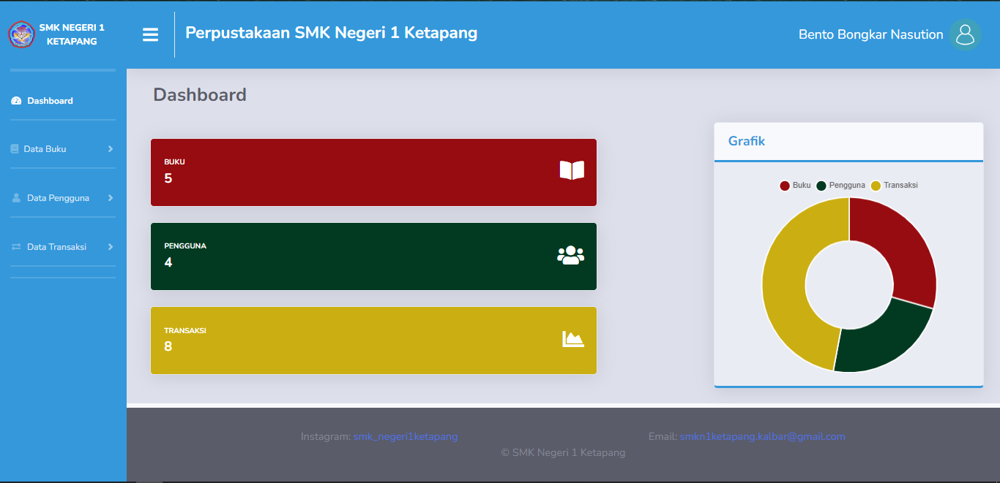 SMK NEGERI 1
KETAPANG
Perpustakaan SMK Negeri 1 Ketapang
Bento Bongkar Nasution
Dashboard
Data Buku
Data Pengguna
Data Transaksi
Dashboard
BUKU
5
PENGGUNA
4
TRANSAKSI
8
Grafik
Buku Pengguna Transaksi
Instagram: smk_negeri1ketapang
Email: smkn1ketapang.kalbar@gmail.com
© SMK Negeri 1 Ketapang